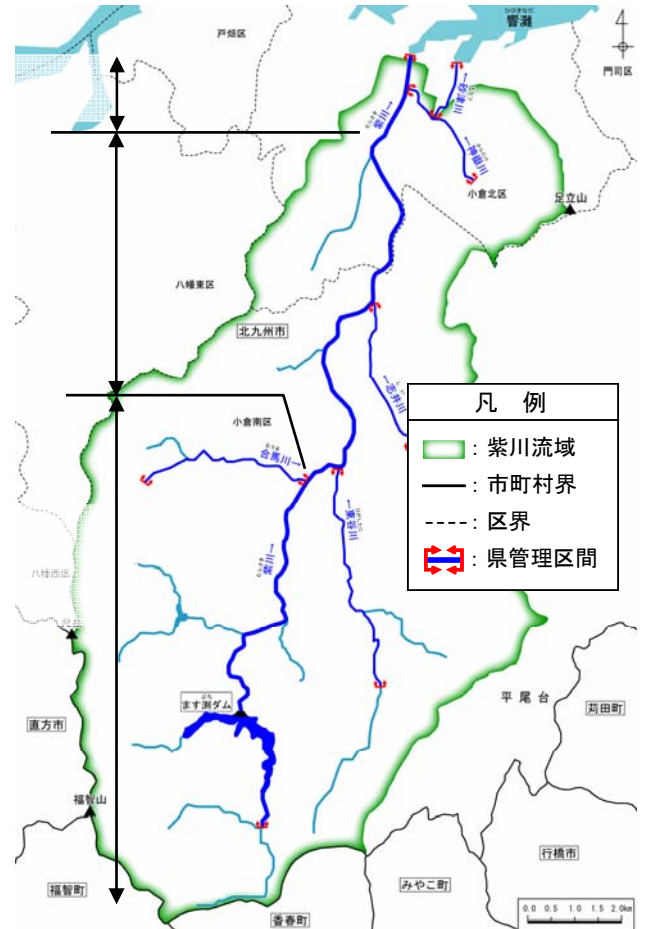 ひびきなだ
響灘
戸畑区
門司区
むらさき
紫川→
神嶽川→
小倉北区
足立山
八幡東区
北九州市
←志井川
小倉南区
おうま
合馬川→
凡 例
：紫川流域
：市町村界
：区界
：県管理区間
むらさき
紫川→
ひがしたに
←東谷川
八幡西区
ぶち
ます渕ダム
平尾台
苅田町
直方市
福智山
行橋市
みやこ町
福智町
香春町
0.0 0.5 1.0 1.5 2.0km